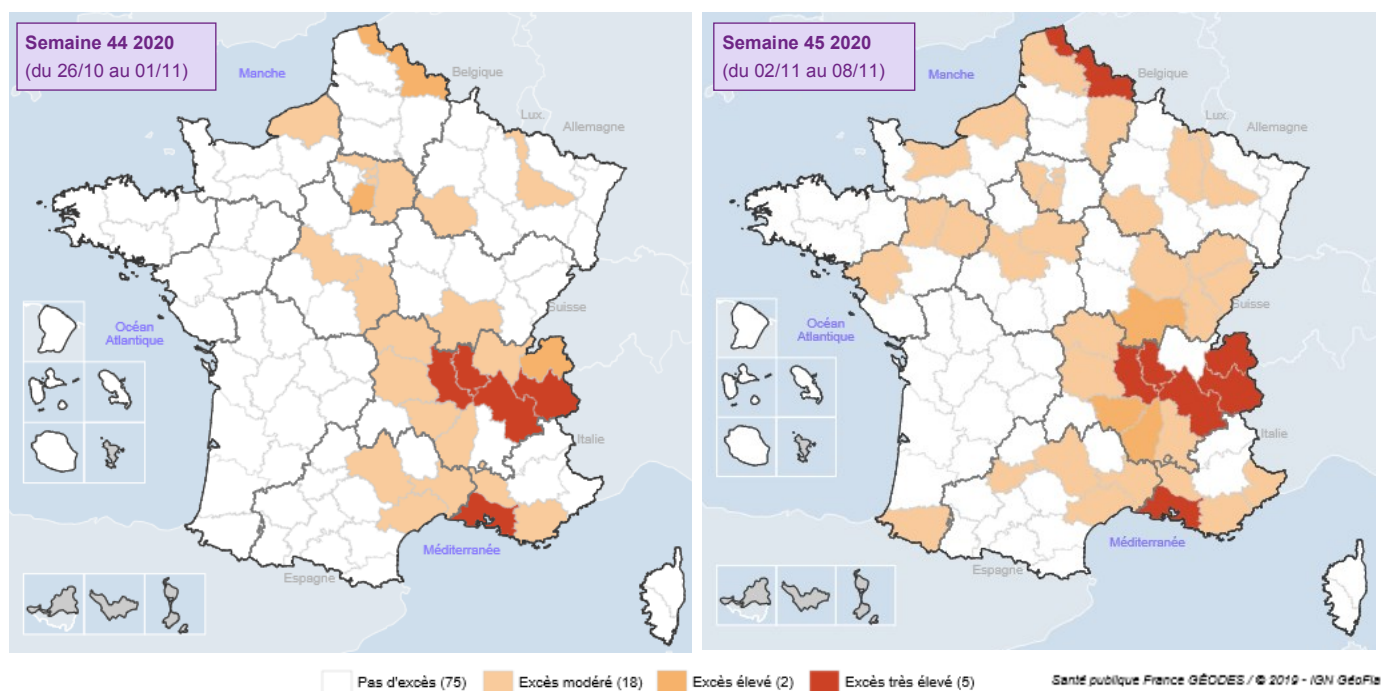 Semaine 44 2020
(du 26/10 au 01/11)
Manche
Belgique
Lux.
Allemagne
Suisse
Océan
Atlantique
Italie
Méditerranée
Espagne
Semaine 45 2020
(du 02/11 au 08/11)
Manche
Belgique
Lux.
Allemagne
Suisse
Océan
Atlantique
Italie
Méditerranée
Espagne
Pas d'excès (75) Excès modéré (18) Excès élevé (2) Excès très élevé (5)
Santé publique France GÉODES / © 2019 - IGN GéoFla